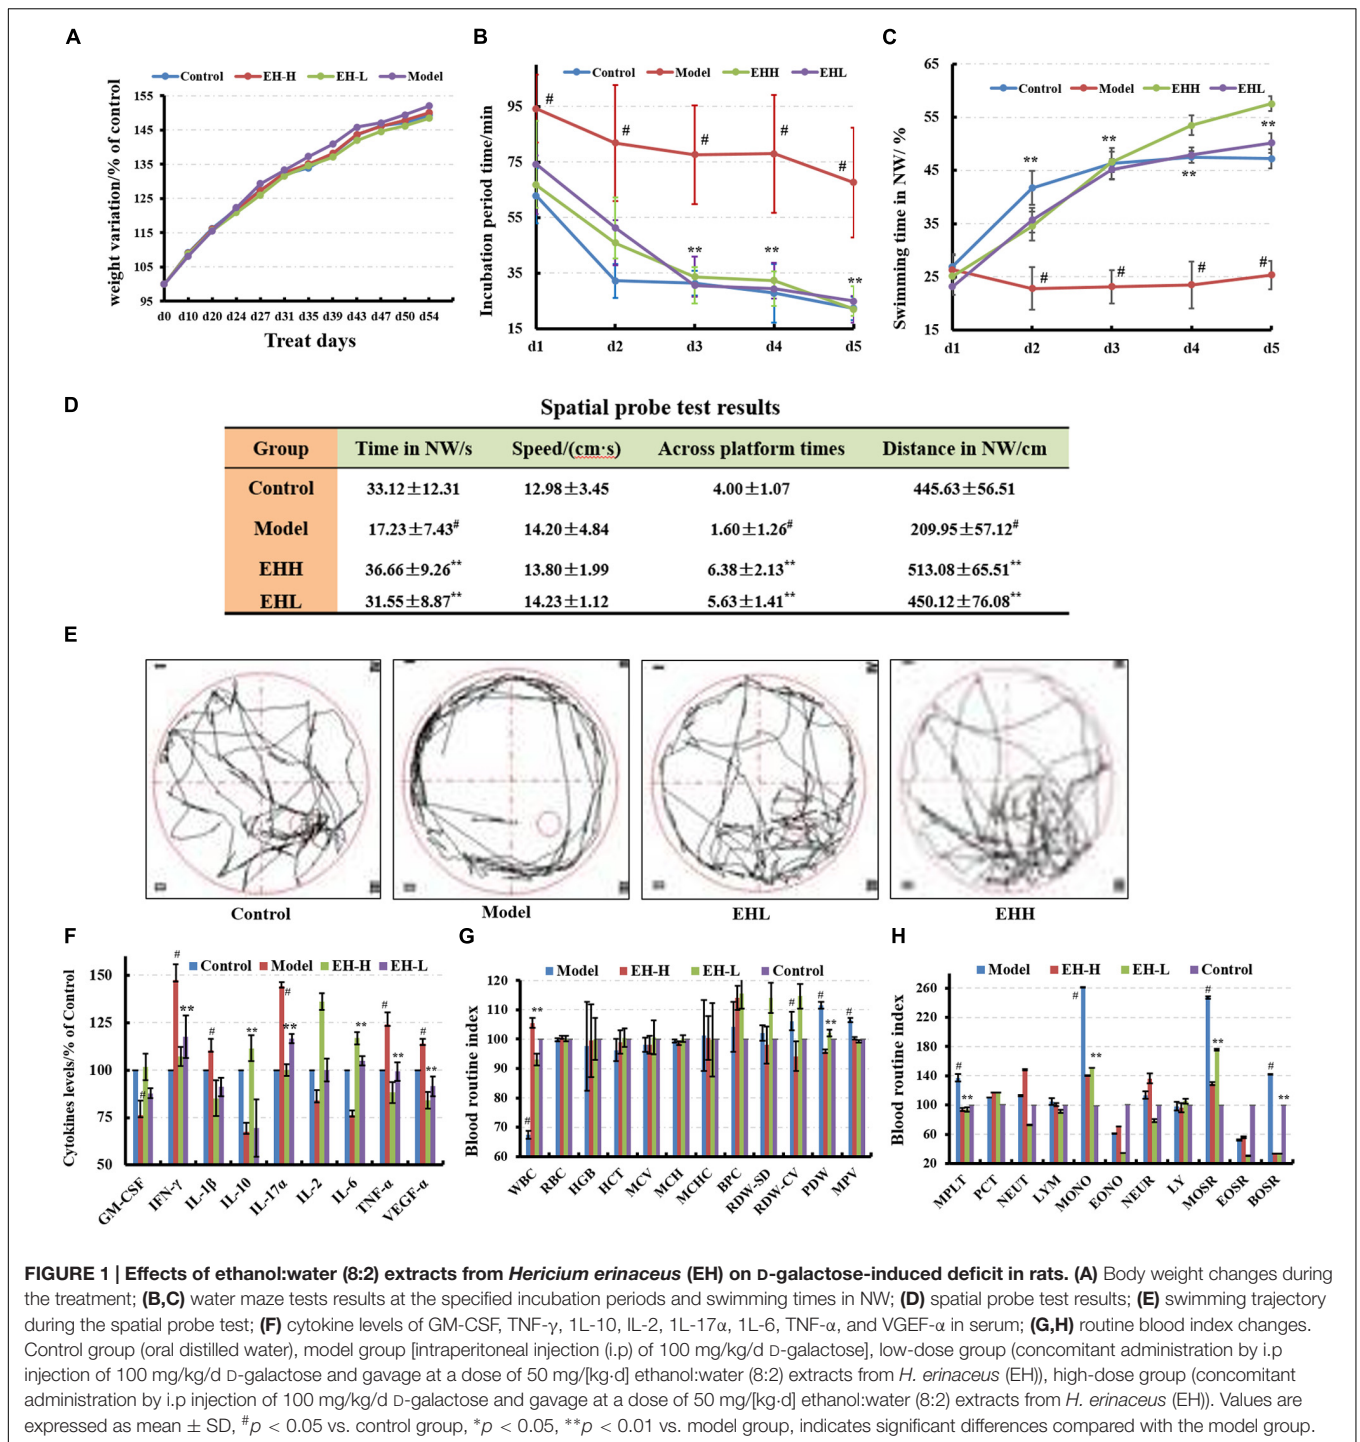 A
Control EH-H EH-L Model
weight variation/% of control
155
145
135
125
115
105
95
d0 d10 d20 d24 d27 d31 d35 d39 d43 d47 d50 d54
Treat days
B
Control Model EHH EHL
Incubation period time/min
95
75
55
35
15
# # # # #
** ** **
d1 d2 d3 d4 d5
C
Control Model EHH EHL
Swimming time in NW/ %
65
55
45
35
25
15
** ** ** **
# # # #
d1 d2 d3 d4 d5
D
Spatial probe test results
Group Time in NW/s Speed/(cm·s) Across platform times Distance in NW/cm
Control 33.12±12.31 12.98±3.45 4.00±1.07 445.63±56.51
Model 17.23±7.43# 14.20±4.84 1.60±1.26# 209.95±57.12#
EHH 36.66±9.26** 13.80±1.99 6.38±2.13** 513.08±65.51**
EHL 31.55±8.87** 14.23±1.12 5.63±1.41** 450.12±76.08**
E
Control Model EHL EHH
F
Control Model EH-H EH-L
Cytokines levels/% of Control
150
125
100
75
50
# # # ** # ** ** # ** # **
#
GM-CSF IFN-γ IL-1β IL-10 IL-17α IL-2 IL-6 TNF-α VEGF-α
G
Model EH-H EH-L Control
Blood routine index
120
110
100
90
80
70
60
# ** # # **
WBC RBC HGB HCT MCV MCH MCHC BPC RDW-SD RDW-CV PDW MPV
H
Model EH-H EH-L Control
Blood routine index
260
220
180
140
100
60
20
# ** # ** # ** # **
MPLT PCT NEUT LYM MONO EONO NEUR LY MOSR EOSR BOSR
FIGURE 1 | Effects of ethanol:water (8:2) extracts from Hericium erinaceus (EH) on D-galactose-induced deficit in rats. (A) Body weight changes during
the treatment; (B,C) water maze tests results at the specified incubation periods and swimming times in NW; (D) spatial probe test results; (E) swimming trajectory
during the spatial probe test; (F) cytokine levels of GM-CSF, TNF-γ, 1L-10, IL-2, 1L-17α, 1L-6, TNF-α, and VGEF-α in serum; (G,H) routine blood index changes.
Control group (oral distilled water), model group [intraperitoneal injection (i.p) of 100 mg/kg/d D-galactose], low-dose group (concomitant administration by i.p
injection of 100 mg/kg/d D-galactose and gavage at a dose of 50 mg/[kg·d] ethanol:water (8:2) extracts from H. erinaceus (EH)), high-dose group (concomitant
administration by i.p injection of 100 mg/kg/d D-galactose and gavage at a dose of 50 mg/[kg·d] ethanol:water (8:2) extracts from H. erinaceus (EH)). Values are
expressed as mean ± SD, #p < 0.05 vs. control group, *p < 0.05, **p < 0.01 vs. model group, indicates significant differences compared with the model group.